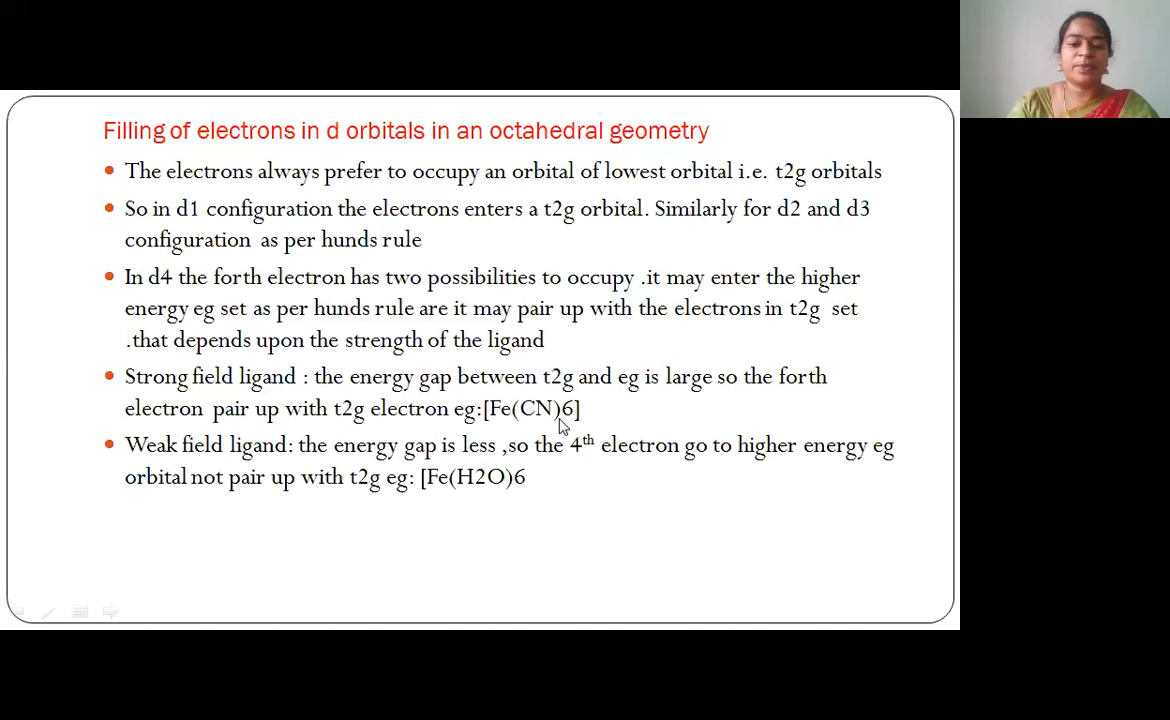 Filling of electrons in d orbitals in an octahedral geometry
The electrons always prefer to occupy an orbital of lowest orbital i.e. t2g orbitals
So in d1 configuration the electrons enters a t2g orbital. Similarly for d2 and d3
configuration as per hunds rule
In d4 the forth electron has two possibilities to occupy .it may enter the higher
energy eg set as per hunds rule are it may pair up with the electrons in t2g set
.that depends upon the strength of the ligand
Strong field ligand : the energy gap between t2g and eg is large so the forth
electron pair up with t2g electron eg:[Fe(CN)6]
Weak field ligand: the energy gap is less ,so the 4th electron go to higher energy eg
orbital not pair up with t2g eg: [Fe(H2O)6